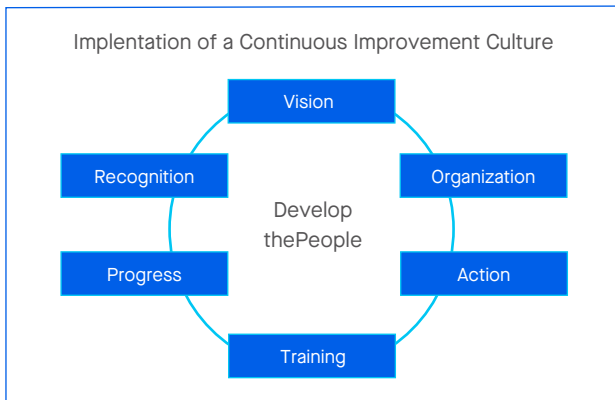 Implentation of a Continuous Improvement Culture
Vision
Recognition
Organization
Develop
thePeople
Progress
Action
Training